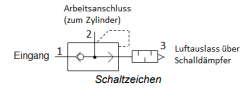 Arbeitsanschluss
(zum Zylinder)
2
3
Eingang 1
Luftauslass über
Schalldämpfer
Schaltzeichen